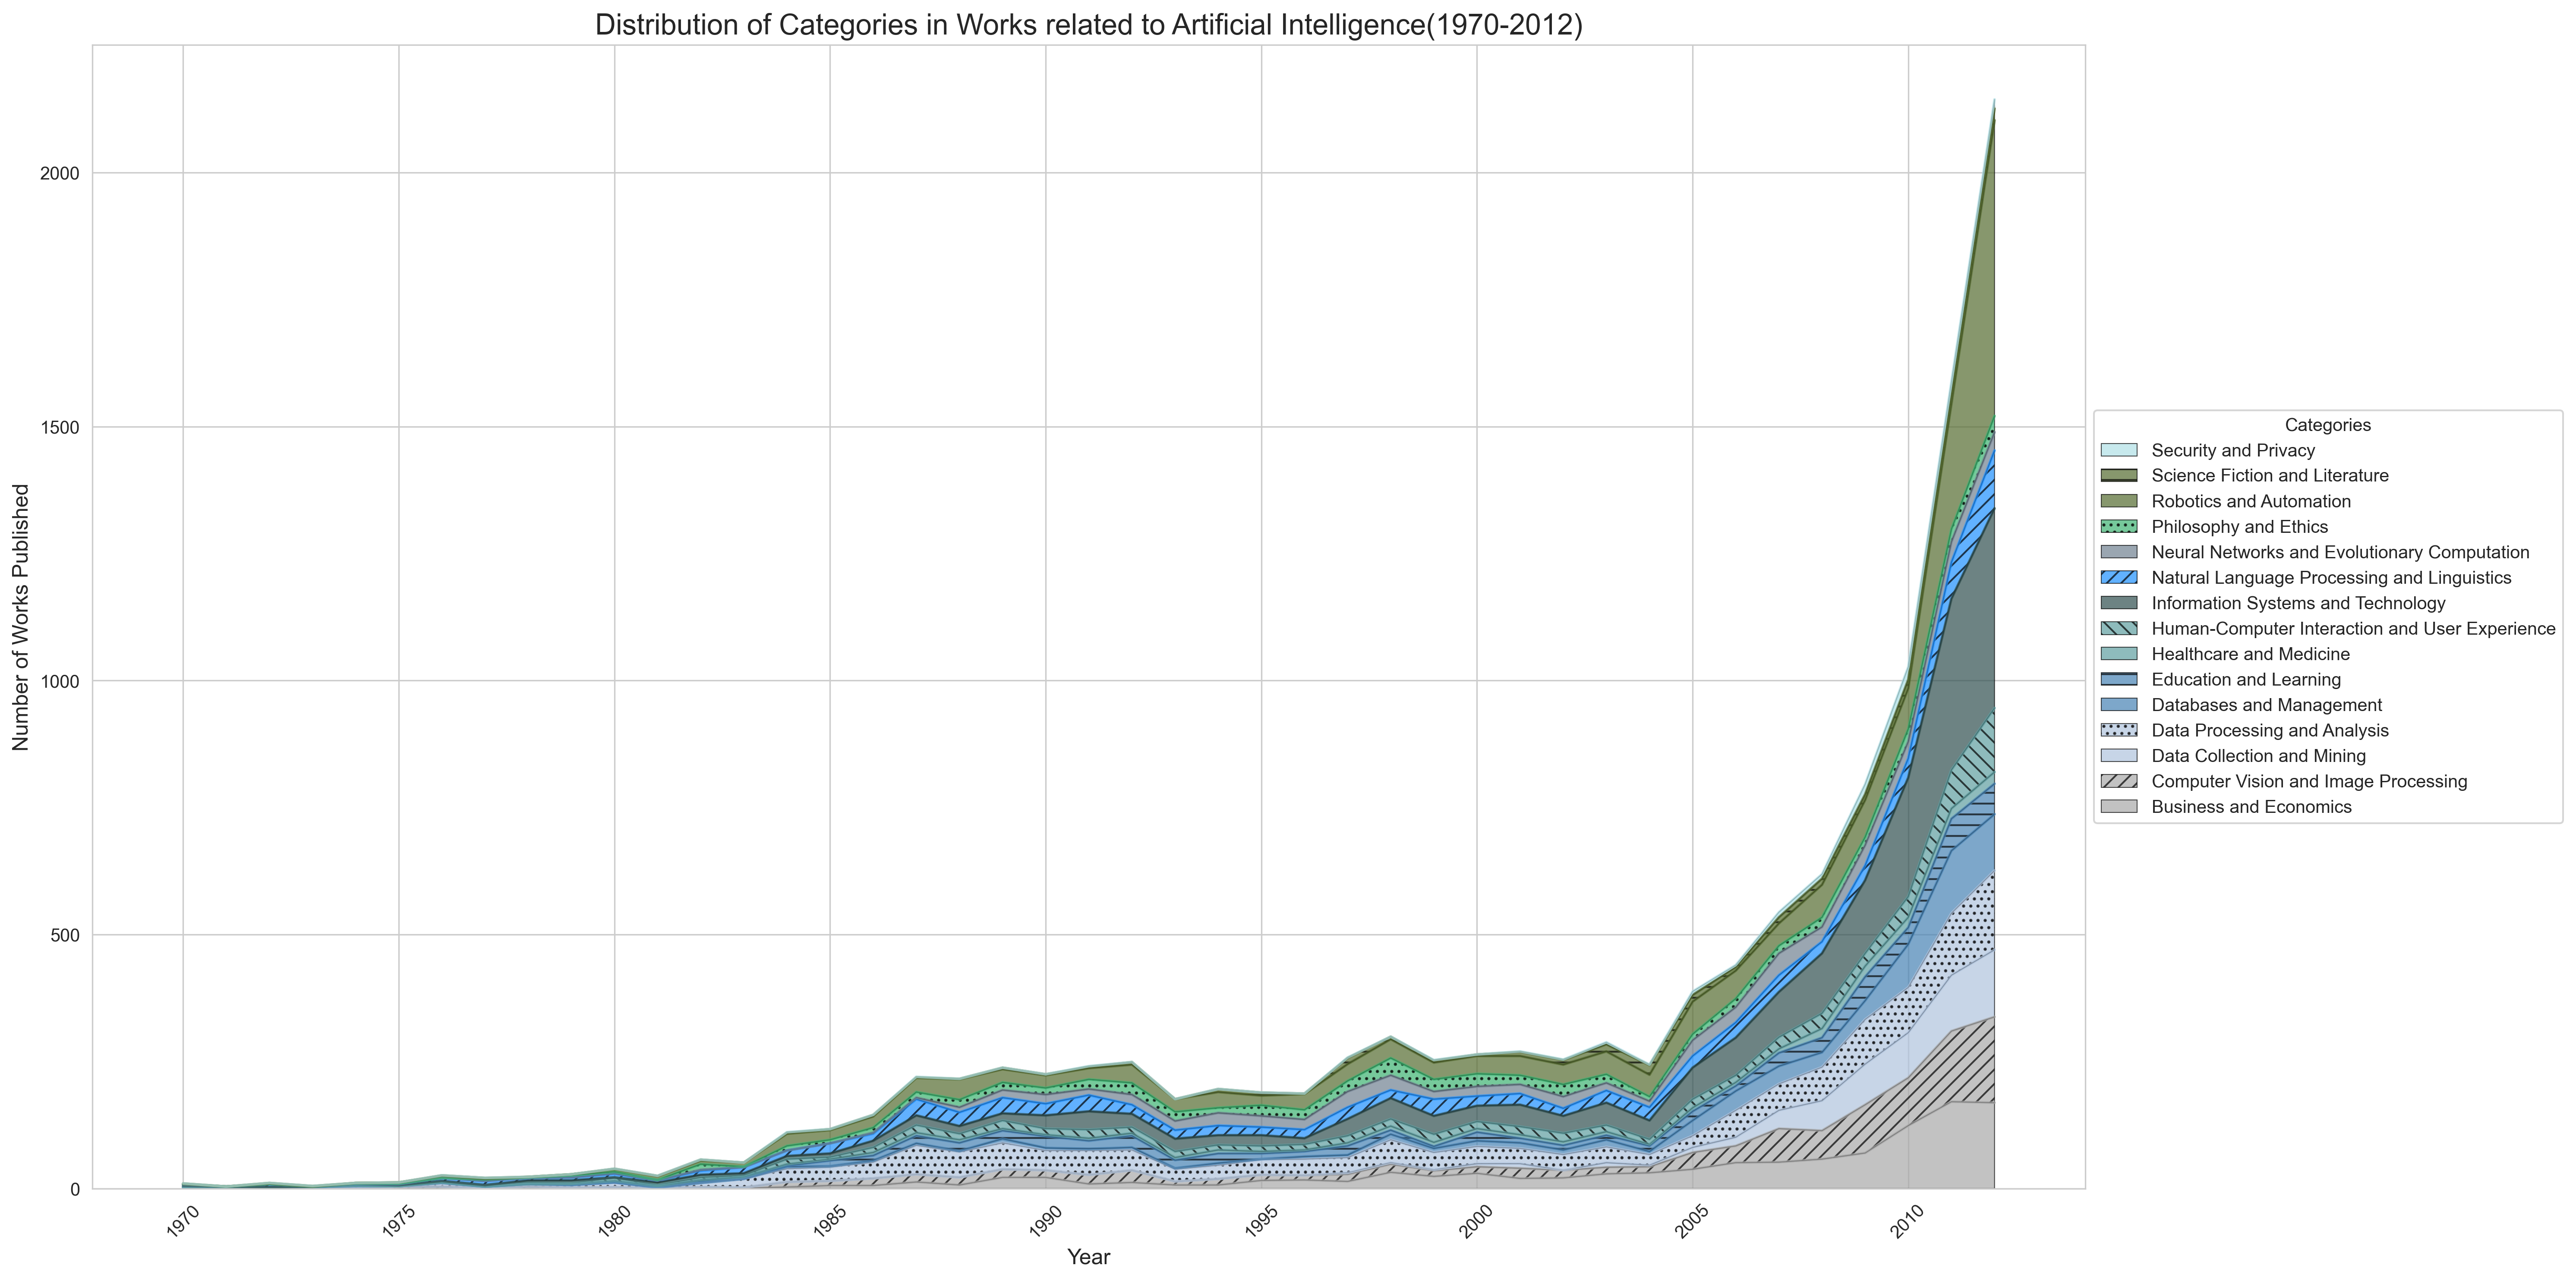 Distribution of Categories in Works related to Artificial Intelligence(1970-2012)
Number of Works Published
2000
1500
1000
500
0
1970
1975
1980
1985
1990
1995
2000
2005
2010
Year
Categories
Security and Privacy
Science Fiction and Literature
Robotics and Automation
Philosophy and Ethics
Neural Networks and Evolutionary Computation
Natural Language Processing and Linguistics
Information Systems and Technology
Human-Computer Interaction and User Experience
Healthcare and Medicine
Education and Learning
Databases and Management
Data Processing and Analysis
Data Collection and Mining
Computer Vision and Image Processing
Business and Economics